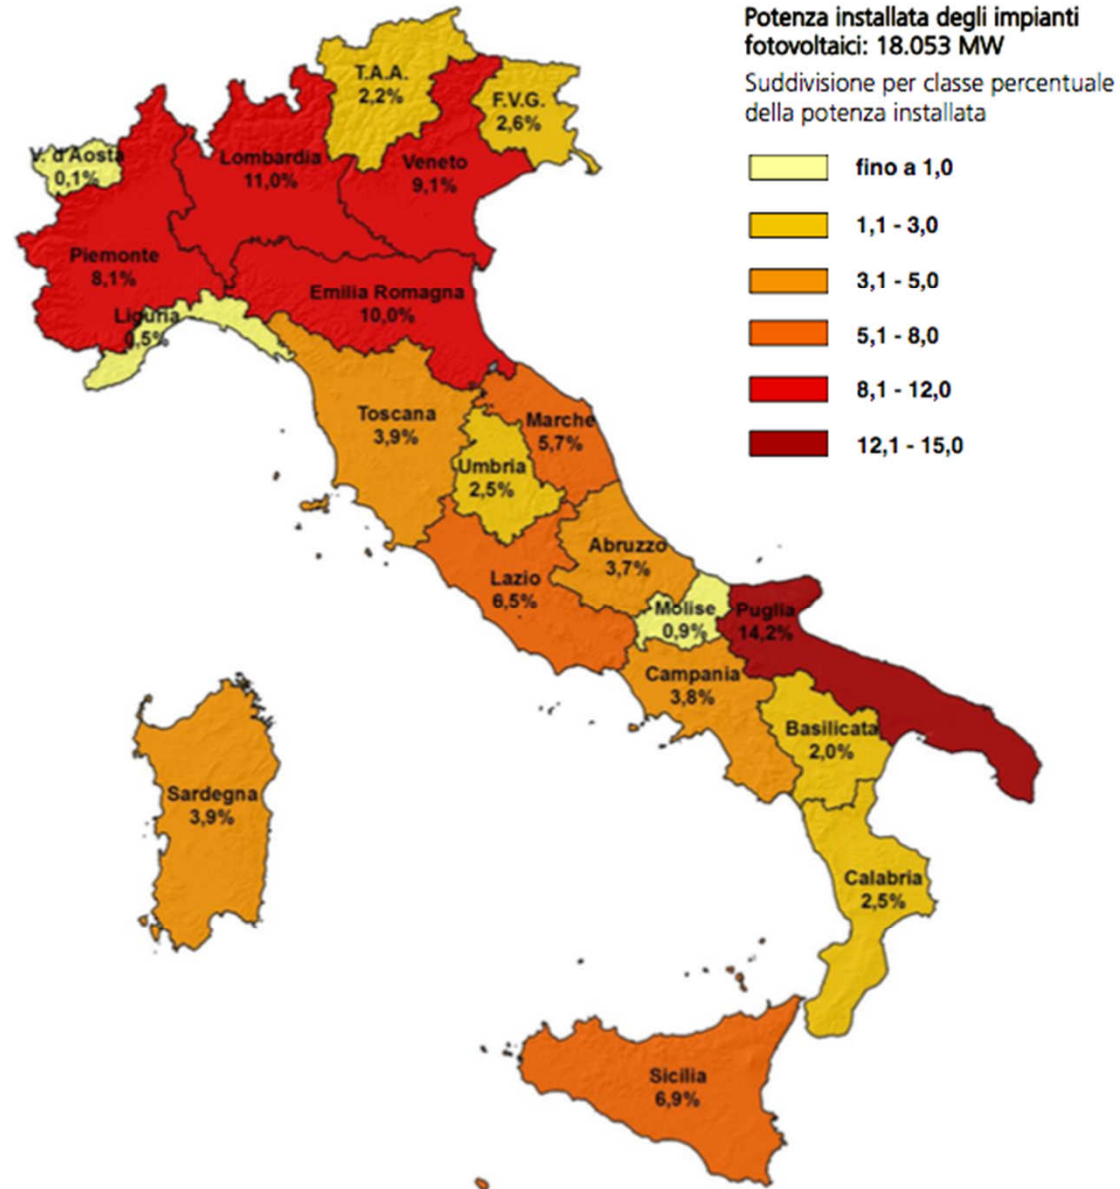 Potenza installata degli impianti
fotovoltaici: 18.053 MW
Suddivisione per classe percentuale
della potenza installata
fino a 1,0
1,1 - 3,0
3,1 - 5,0
5,1 - 8,0
8,1 - 12,0
12,1 - 15,0
T.A.A.
2,2%
F.V.G.
2,6%
V. d'Aosta
0,1%
Lombardia
11,0%
Veneto
9,1%
Piemonte
8,1%
Emilia Romagna
10,0%
Liguria
0,5%
Toscana
3,9%
Marche
5,7%
Umbria
2,5%
Abruzzo
3,7%
Lazio
6,5%
Molise
0,9%
Puglia
14,2%
Campania
3,8%
Basilicata
2,0%
Sardegna
3,9%
Calabria
2,5%
Sicilia
6,9%